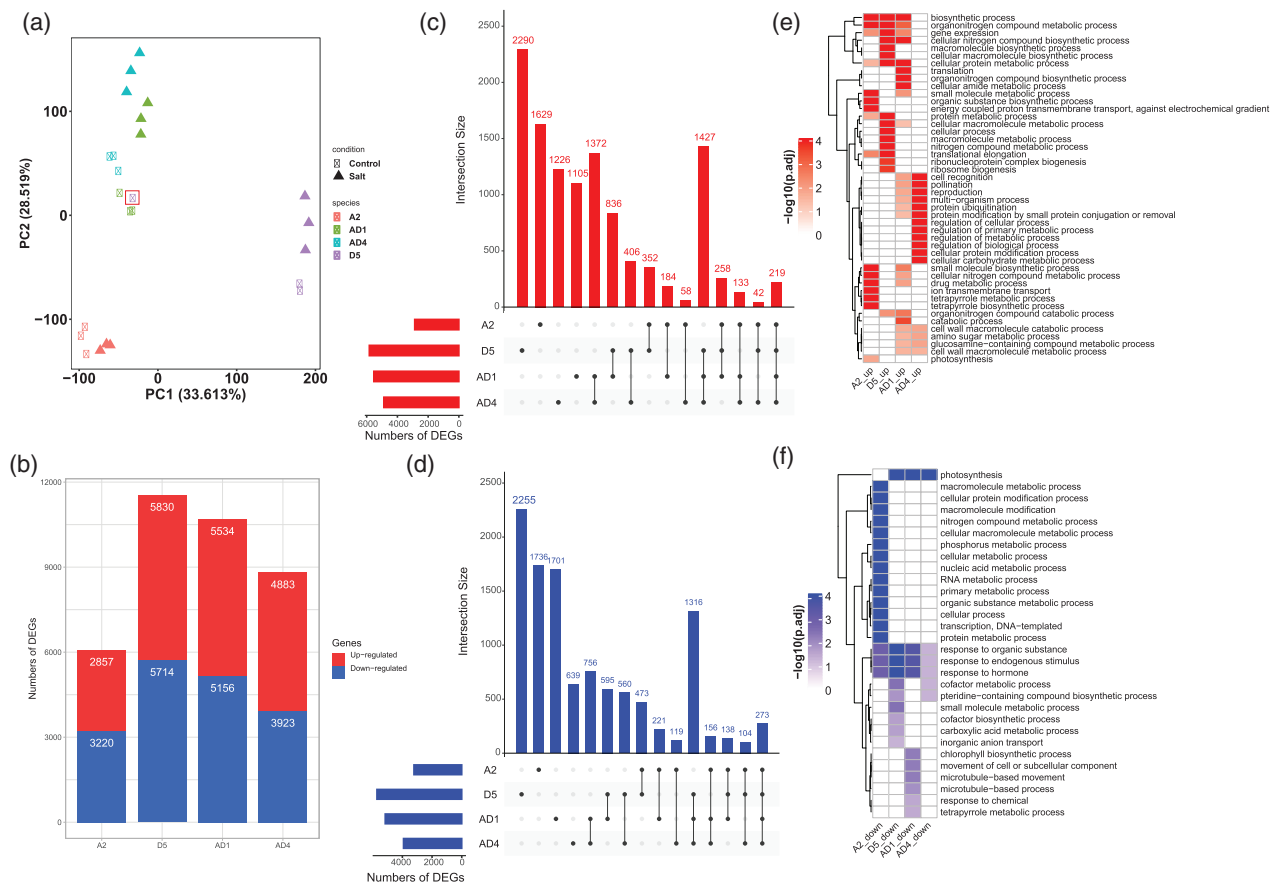 (a)
PC2 (28.519%)
100
0
−100
−100
0
100
200
PC1 (33.613%)
condition
Control
Salt
species
A2
AD1
AD4
D5
(b)
Numbers of DEGs
12000
9000
6000
3000
0
2857
3220
5830
5714
5534
5156
4883
3923
A2
D5
AD1
AD4
Genes
Up−regulated
Down−regulated
(c)
Intersection Size
2500
2000
1500
1000
500
0
2290
1629
1226
1105
1372
836
406
352
184
58
1427
258
133
42
219
A2
D5
AD1
AD4
6000
4000
2000
0
Numbers of DEGs
(d)
Intersection Size
2500
2000
1500
1000
500
0
2255
1736
1701
639
756
595
560
473
221
119
1316
156
138
104
273
A2
D5
AD1
AD4
4000
2000
0
Numbers of DEGs
(e)
−log10(p.adj)
4
3
2
1
0
biosynthetic process
organonitrogen compound metabolic process
gene expression
cellular nitrogen compound biosynthetic process
macromolecule biosynthetic process
cellular macromolecule biosynthetic process
cellular protein metabolic process
translation
organonitrogen compound biosynthetic process
cellular amide metabolic process
small molecule metabolic process
organic substance biosynthetic process
energy coupled proton transmembrane transport, against electrochemical gradient
protein metabolic process
cellular macromolecule metabolic process
cellular process
macromolecule metabolic process
nitrogen compound metabolic process
translational elongation
ribonucleoprotein complex biogenesis
ribosome biogenesis
cell recognition
pollination
reproduction
multi−organism process
protein ubiquitination
protein modification by small protein conjugation or removal
regulation of cellular process
regulation of primary metabolic process
regulation of metabolic process
regulation of biological process
cellular protein modification process
cellular carbohydrate metabolic process
small molecule biosynthetic process
cellular nitrogen compound metabolic process
drug metabolic process
ion transmembrane transport
tetrapyrrole metabolic process
tetrapyrrole biosynthetic process
organonitrogen compound catabolic process
catabolic process
cell wall macromolecule catabolic process
amino sugar metabolic process
glucosamine−containing compound metabolic process
cell wall macromolecule metabolic process
photosynthesis
A2_up
D5_up
AD1_up
AD4_up
(f)
−log10(p.adj)
4
3
2
1
0
photosynthesis
macromolecule metabolic process
cellular protein modification process
macromolecule modification
nitrogen compound metabolic process
cellular macromolecule metabolic process
phosphorus metabolic process
cellular metabolic process
nucleic acid metabolic process
RNA metabolic process
primary metabolic process
organic substance metabolic process
cellular process
transcription, DNA−templated
protein metabolic process
response to organic substance
response to endogenous stimulus
response to hormone
cofactor metabolic process
pteridine−containing compound biosynthetic process
small molecule metabolic process
cofactor biosynthetic process
carboxylic acid metabolic process
inorganic anion transport
chlorophyll biosynthetic process
movement of cell or subcellular component
microtubule−based movement
microtubule−based process
response to chemical
tetrapyrrole metabolic process
A2_down
D5_down
AD1_down
AD4_down